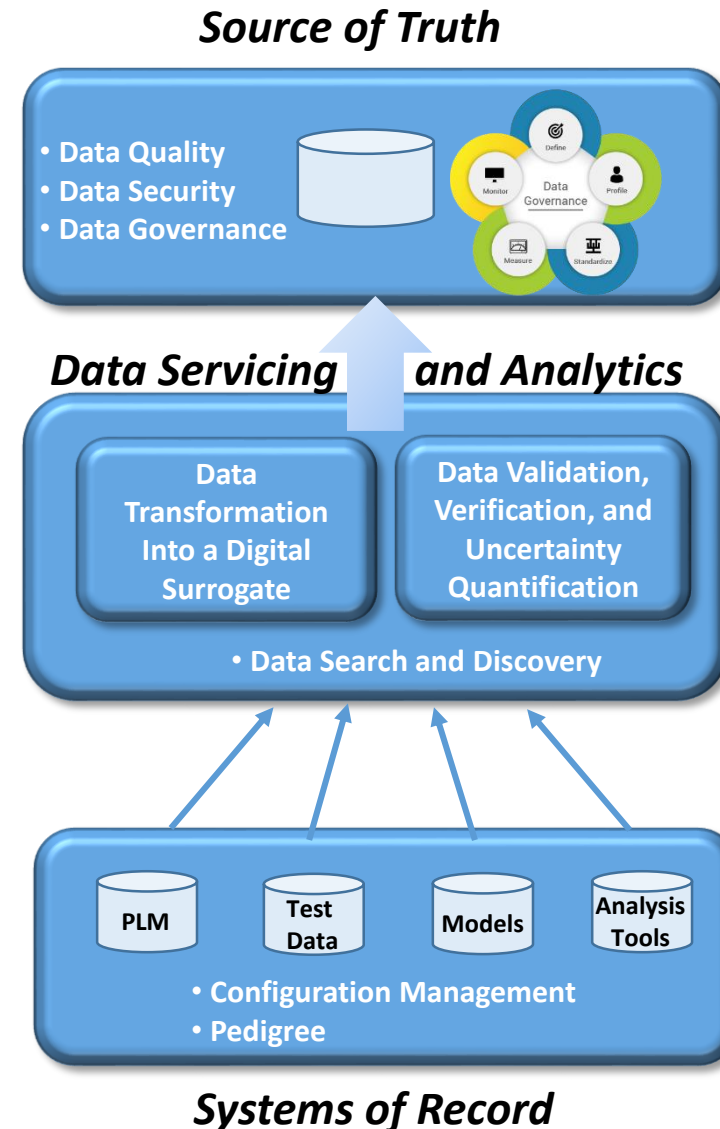 Source of Truth
• Data Quality
• Data Security
• Data Governance
Define
Monitor
Data
Governance
Profile
Measure
Standardize
Data Servicing and Analytics
Data
Transformation
Into a Digital
Surrogate
Data Validation,
Verification, and
Uncertainty
Quantification
• Data Search and Discovery
PLM
Test
Data
Models
Analysis
Tools
• Configuration Management
• Pedigree
Systems of Record